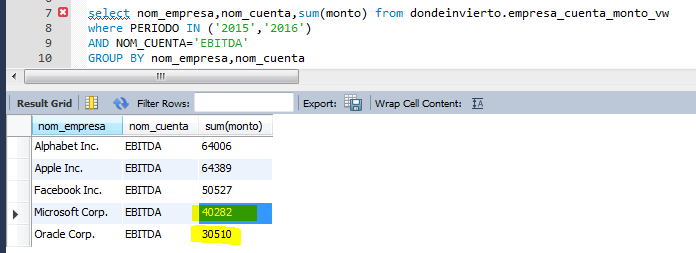 7 select nom_empresa,nom_cuenta,sum(monto) from dondeinvierto.empresa_cuenta_monto_vw
8 where PERIODO IN ('2015','2016')
9 AND NOM_CUENTA='EBITDA'
10 GROUP BY nom_empresa,nom_cuenta
Result Grid Filter Rows: Export: Wrap Cell Content: IA
nom_empresa nom_cuenta sum(monto)
Alphabet Inc. EBITDA 64006
Apple Inc. EBITDA 64389
Facebook Inc. EBITDA 50527
Microsoft Corp. EBITDA 40282
Oracle Corp. EBITDA 30510